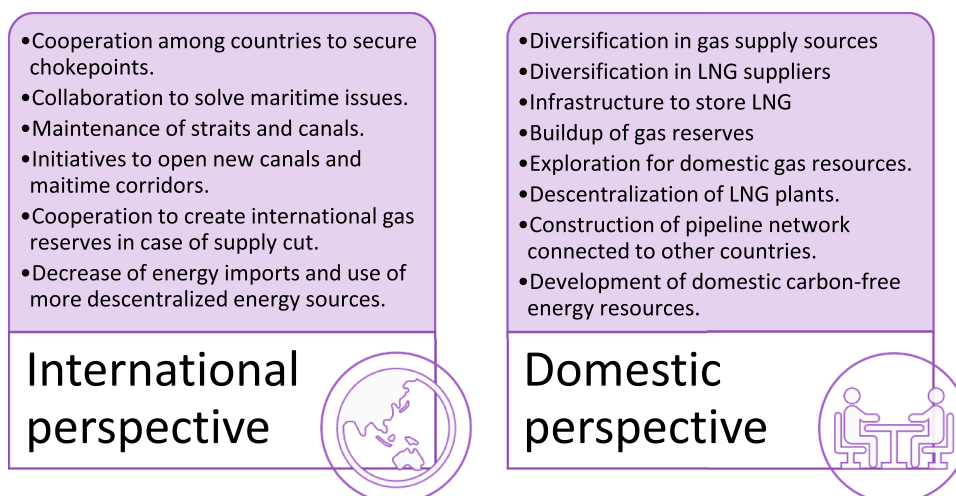 •Cooperation among countries to secure
chokepoints.
•Collaboration to solve maritime issues.
•Maintenance of straits and canals.
•Initiatives to open new canals and
maitime corridors.
•Cooperation to create international gas
reserves in case of supply cut.
•Decrease of energy imports and use of
more descentralized energy sources.
International
perspective
•Diversification in gas supply sources
•Diversification in LNG suppliers
•Infrastructure to store LNG
•Buildup of gas reserves
•Exploration for domestic gas resources.
•Descentralization of LNG plants.
•Construction of pipeline network
connected to other countries.
•Development of domestic carbon-free
energy resources.
Domestic
perspective